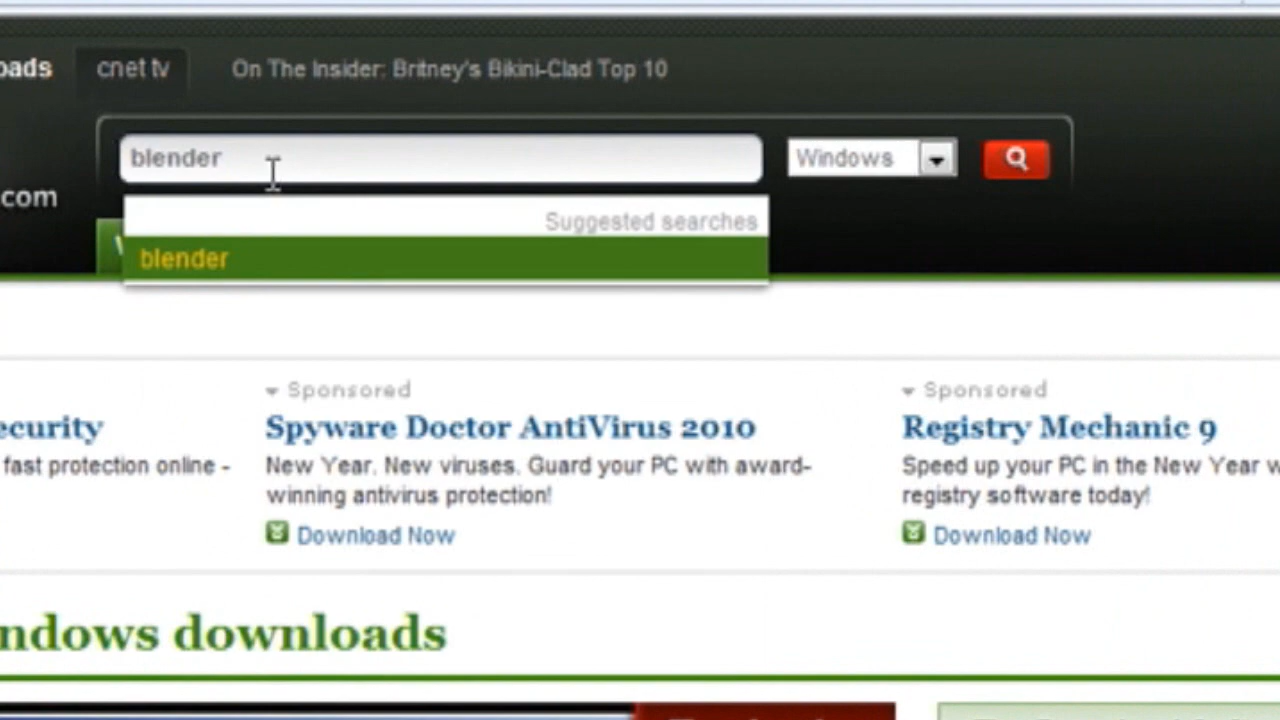 oads cnet tv On The Insider: Britney's Bikini-Clad Top 10
blender Windows
.com
Suggested searches
blender
Sponsored Sponsored
ecurity Spyware Doctor AntiVirus 2010 Registry Mechanic 9
fast protection online - New Year. New viruses. Guard your PC with award- Speed up your PC in the New Year w
winning antivirus protection! registry software today!
Download Now Download Now
ndows downloads